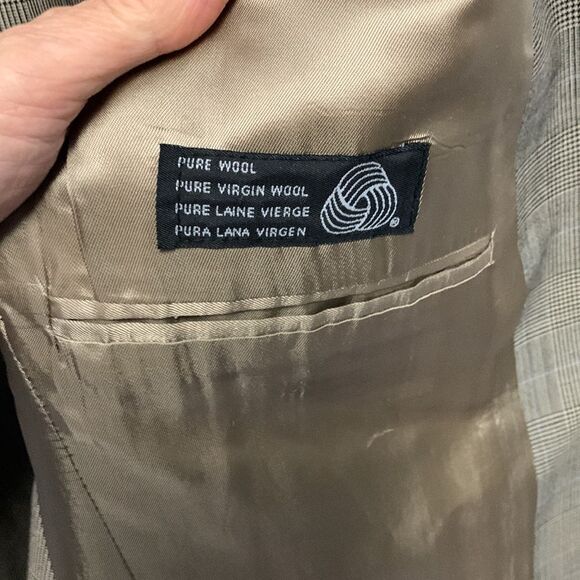 PURE WOOL
PURE VIRGIN WOOL
PURE LAINE VIERGE
PURA LANA VIRGEN
®